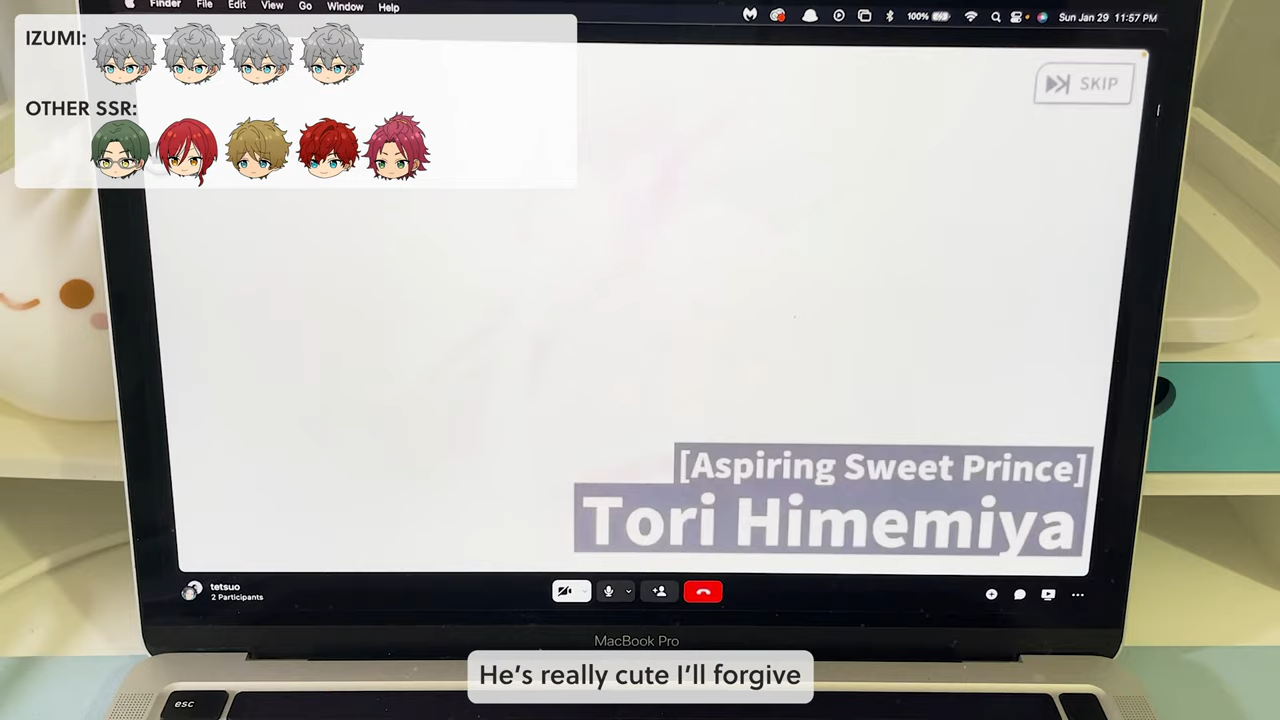 Finder File Edit View Go Window Help
100% Sun Jan 29 11:57 PM
IZUMI:
OTHER SSR:
SKIP
[Aspiring Sweet Prince]
Tori Himemiya
tetsuo
2 Participants
MacBook Pro
He's really cute I'll forgive
esc